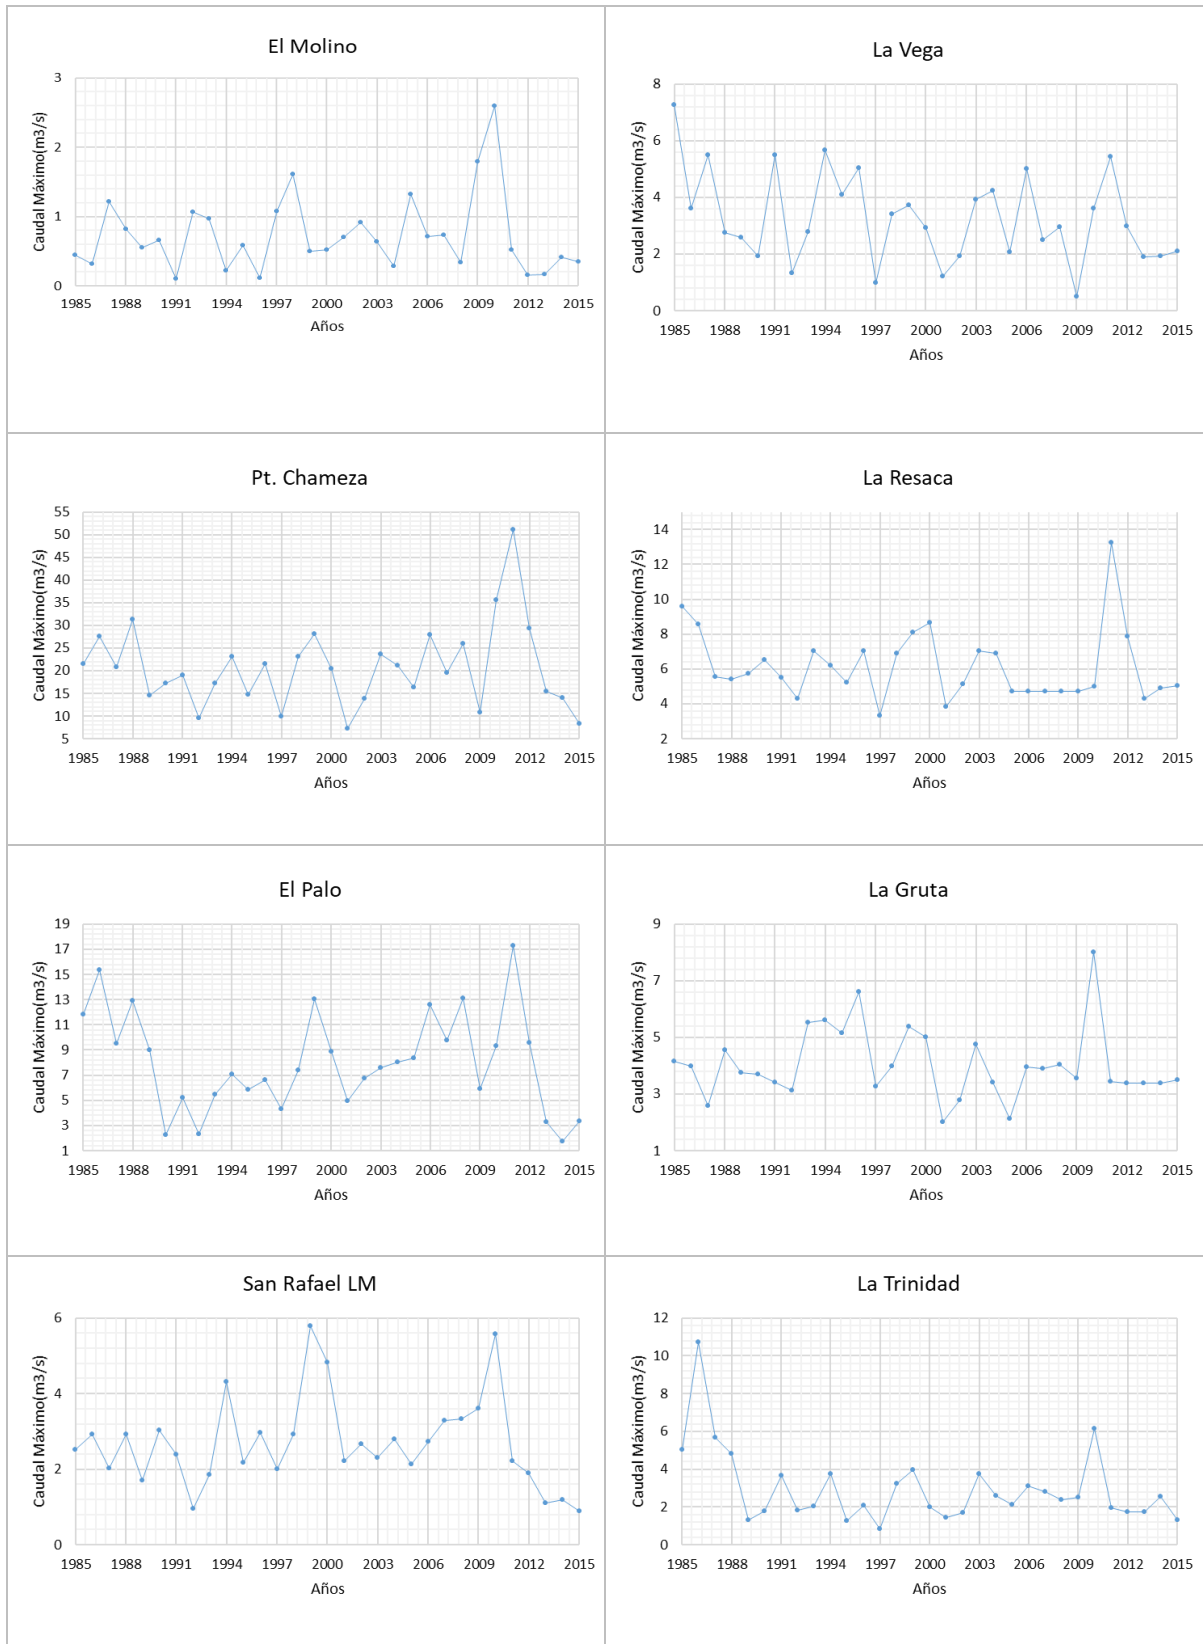 El Molino
Caudal Máximo(m3/s)
3
2
1
0
1985 1988 1991 1994 1997 2000 2003 2006 2009 2012 2015
Años
La Vega
Caudal Máximo(m3/s)
8
6
4
2
0
1985 1988 1991 1994 1997 2000 2003 2006 2009 2012 2015
Años
Pt. Chameza
Caudal Máximo(m3/s)
55
50
45
40
35
30
25
20
15
10
5
1985 1988 1991 1994 1997 2000 2003 2006 2009 2012 2015
Años
La Resaca
Caudal Máximo(m3/s)
14
12
10
8
6
4
2
1985 1988 1991 1994 1997 2000 2003 2006 2009 2012 2015
Años
El Palo
Caudal Máximo(m3/s)
19
17
15
13
11
9
7
5
3
1
1985 1988 1991 1994 1997 2000 2003 2006 2009 2012 2015
Años
La Gruta
Caudal Máximo(m3/s)
9
7
5
3
1
1985 1988 1991 1994 1997 2000 2003 2006 2009 2012 2015
Años
San Rafael LM
Caudal Máximo(m3/s)
6
4
2
0
1985 1988 1991 1994 1997 2000 2003 2006 2009 2012 2015
Años
La Trinidad
Caudal Máximo(m3/s)
12
10
8
6
4
2
0
1985 1988 1991 1994 1997 2000 2003 2006 2009 2012 2015
Años